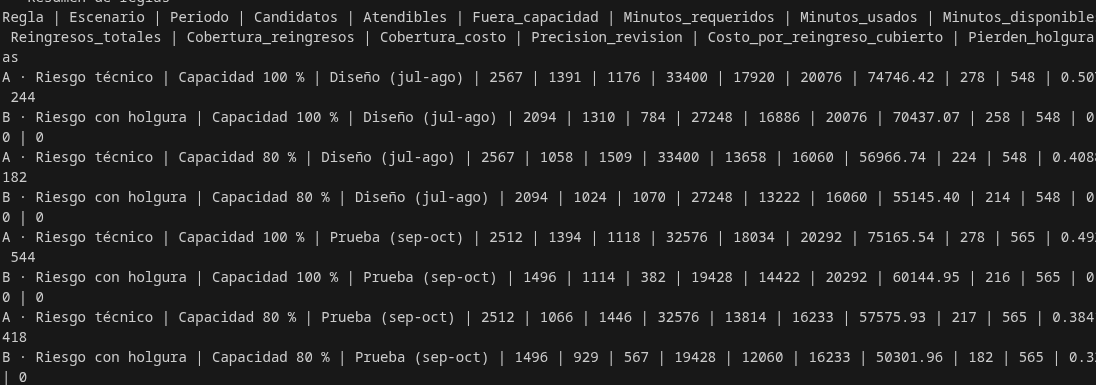 Resumen de reglas
Regla | Escenario | Periodo | Candidatos | Atendibles | Fuera_capacidad | Minutos_requeridos | Minutos_usados | Minutos_disponible
Reingresos_totales | Cobertura_reingresos | Cobertura_costo | Precision_revision | Costo_por_reingreso_cubierto | Pierden_holgura
as
A · Riesgo técnico | Capacidad 100 % | Diseño (jul-ago) | 2567 | 1391 | 1176 | 33400 | 17920 | 20076 | 74746.42 | 278 | 548 | 0.507
244
B · Riesgo con holgura | Capacidad 100 % | Diseño (jul-ago) | 2094 | 1310 | 784 | 27248 | 16886 | 20076 | 70437.07 | 258 | 548 | 0.
0 | 0
A · Riesgo técnico | Capacidad 80 % | Diseño (jul-ago) | 2567 | 1058 | 1509 | 33400 | 13658 | 16060 | 56966.74 | 224 | 548 | 0.408
182
B · Riesgo con holgura | Capacidad 80 % | Diseño (jul-ago) | 2094 | 1024 | 1070 | 27248 | 13222 | 16060 | 55145.40 | 214 | 548 | 0.
0 | 0
A · Riesgo técnico | Capacidad 100 % | Prueba (sep-oct) | 2512 | 1394 | 1118 | 32576 | 18034 | 20292 | 75165.54 | 278 | 565 | 0.49
544
B · Riesgo con holgura | Capacidad 100 % | Prueba (sep-oct) | 1496 | 1114 | 382 | 19428 | 14422 | 20292 | 60144.95 | 216 | 565 | 0.
0 | 0
A · Riesgo técnico | Capacidad 80 % | Prueba (sep-oct) | 2512 | 1066 | 1446 | 32576 | 13814 | 16233 | 57575.93 | 217 | 565 | 0.384
418
B · Riesgo con holgura | Capacidad 80 % | Prueba (sep-oct) | 1496 | 929 | 567 | 19428 | 12060 | 16233 | 50301.96 | 182 | 565 | 0.3
| 0